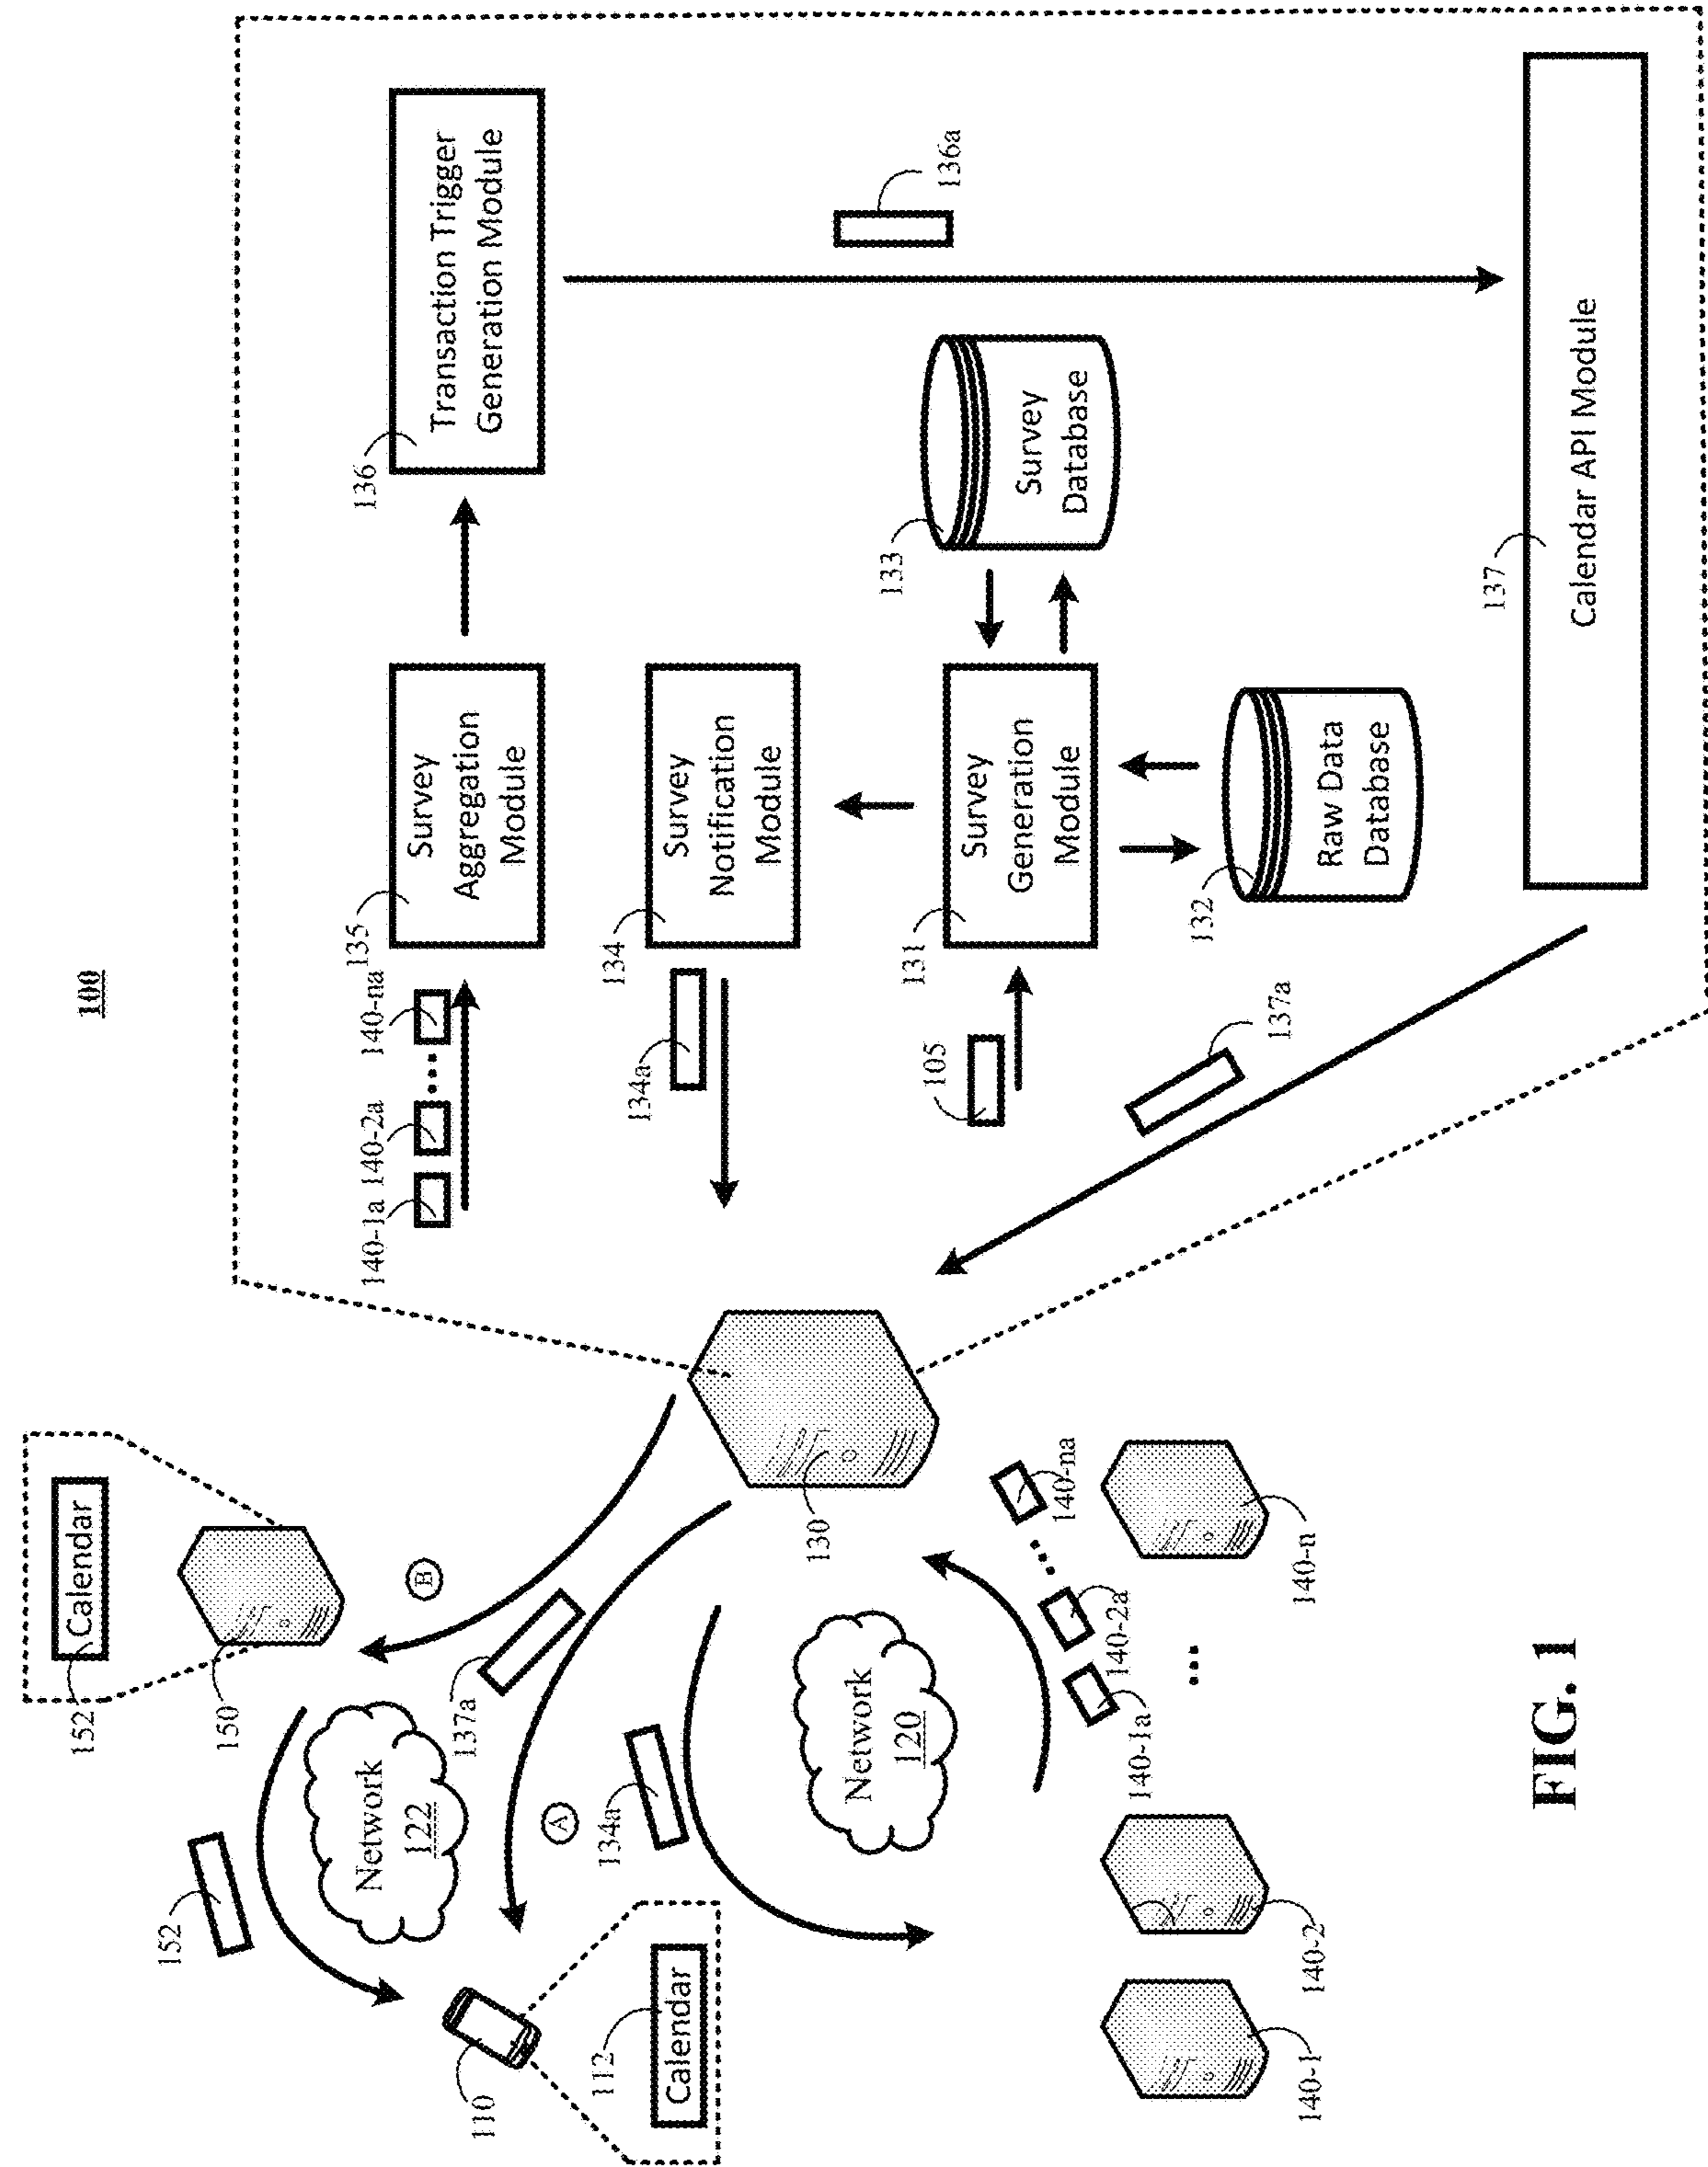 100
152
Calendar
152
150
Network
122
B
137a
A
110
112
Calendar
134a
Network
120
130
140-1
140-2
...
140-n
140-1a
140-2a
...
140-na
140-1a
140-2a
...
140-na
135
Survey
Aggregation
Module
136
Transaction Trigger
Generation Module
136a
134a
134
Survey
Notification
Module
105
131
Survey
Generation
Module
133
Survey
Database
132
Raw Data
Database
137a
137
Calendar API Module
FIG. 1